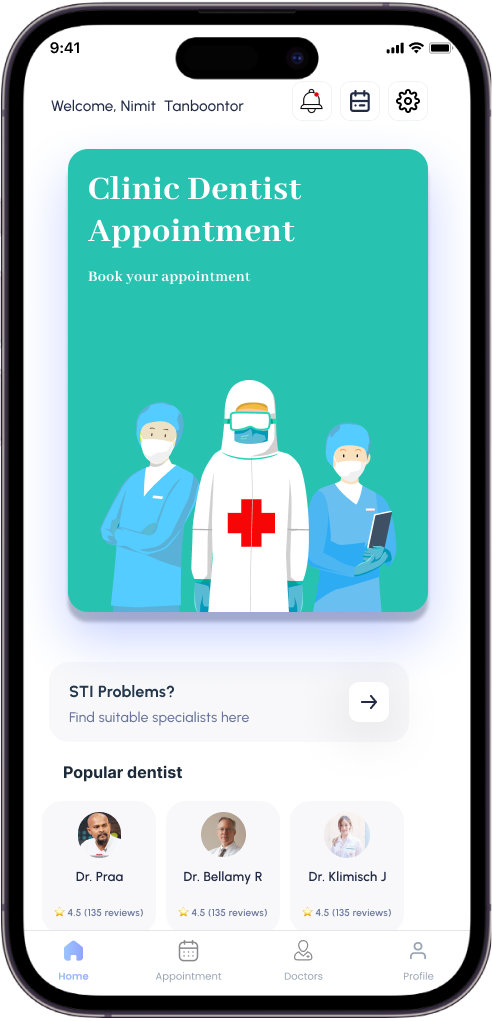 9:41
Welcome, Nimit Tanboontor
Clinic Dentist
Appointment
Book your appointment
STI Problems?
Find suitable specialists here
Popular dentist
Dr. Praa
Dr. Bellamy R
Dr. Klimisch J
4.5 (135 reviews)
4.5 (135 reviews)
4.5 (135 reviews)
Home
Appointment
Doctors
Profile